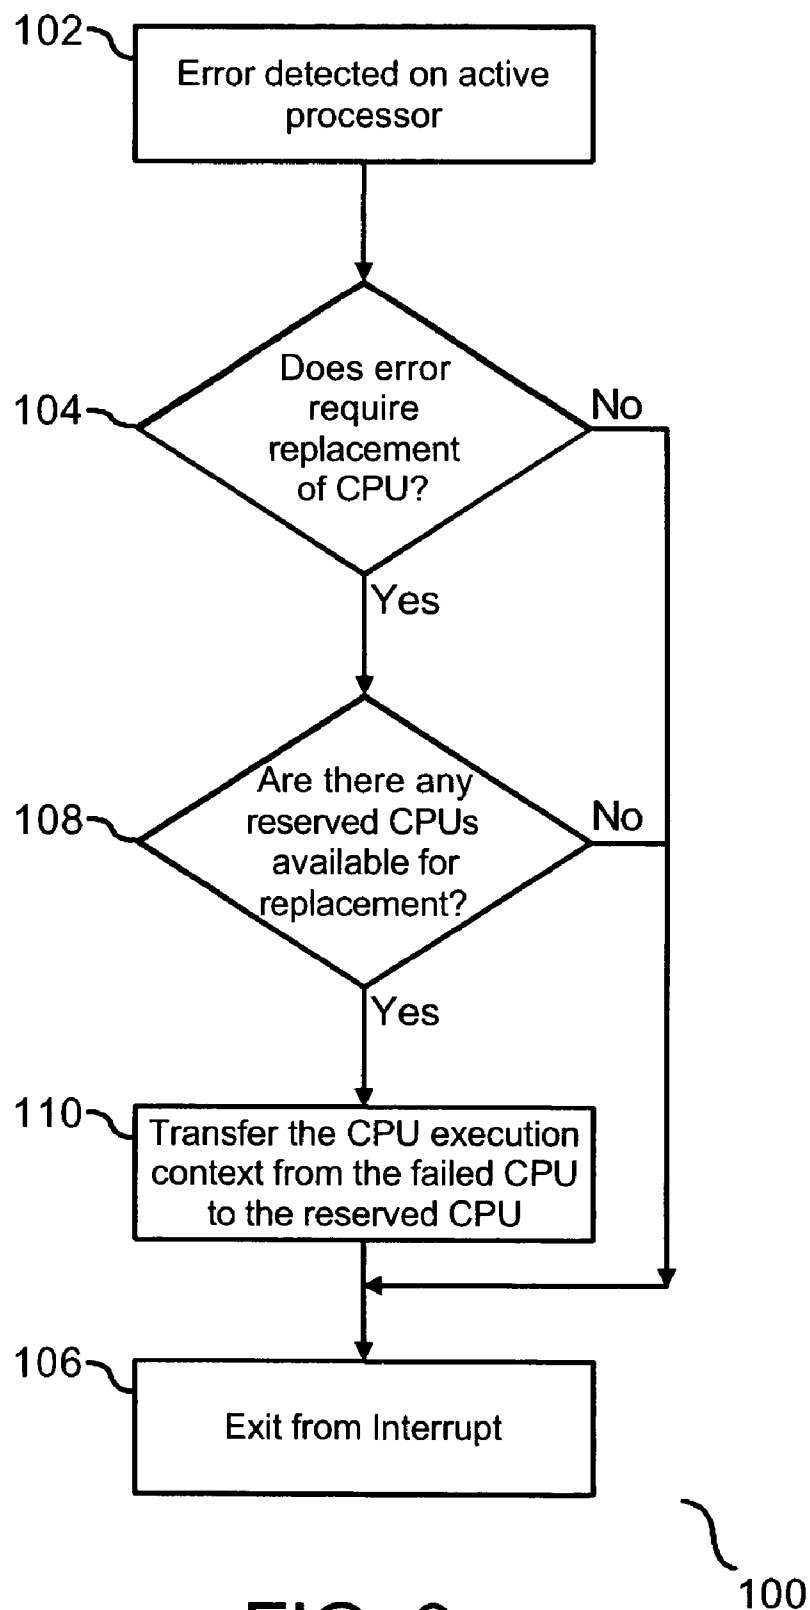 102
Error detected on active
processor
104
Does error
require
replacement
of CPU?
No
Yes
108
Are there any
reserved CPUs
available for
replacement?
No
Yes
110
Transfer the CPU execution
context from the failed CPU
to the reserved CPU
106
Exit from Interrupt
100